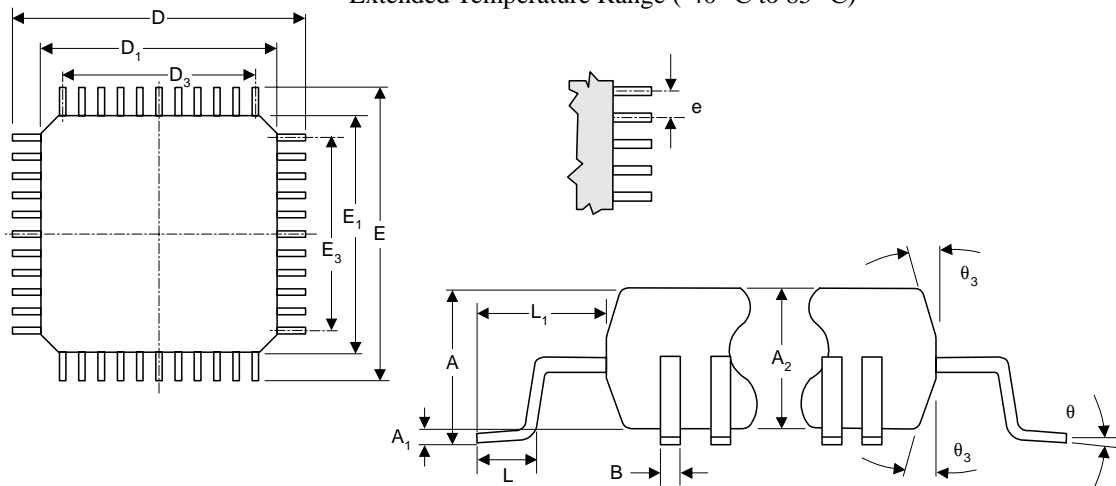 Extended Temperature Range (-40° C to 85° C)
D
D1
D3
e
E1
E
E3
θ3
L1
A
A2
A1
θ
L
B
θ3